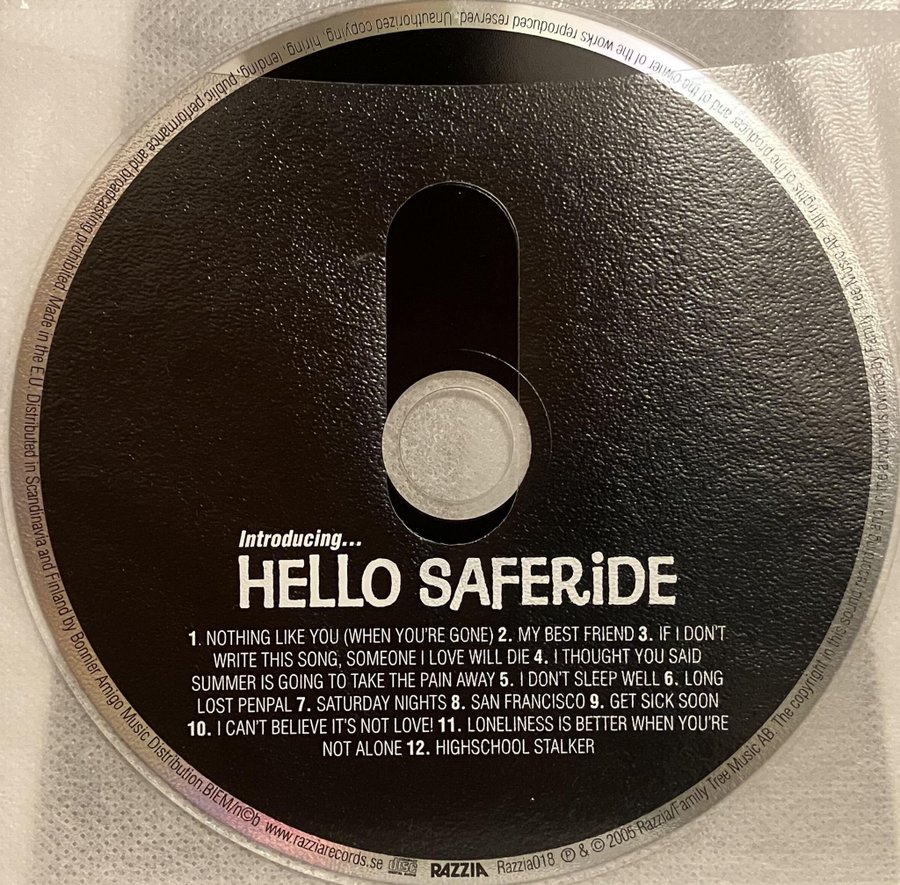 Introducing...
HELLO SAFERiDE
1. NOTHING LIKE YOU (WHEN YOU'RE GONE) 2. MY BEST FRIEND 3. IF I DON'T
WRITE THIS SONG, SOMEONE I LOVE WILL DIE 4. I THOUGHT YOU SAID
SUMMER IS GOING TO TAKE THE PAIN AWAY 5. I DON'T SLEEP WELL 6. LONG
LOST PENPAL 7. SATURDAY NIGHTS 8. SAN FRANCISCO 9. GET SICK SOON
10. I CAN'T BELIEVE IT'S NOT LOVE! 11. LONELINESS IS BETTER WHEN YOU'RE
NOT ALONE 12. HIGHSCHOOL STALKER
www.razziarecords.se disc RAZZIA Razzia018 ℗ & © 2005 Razzia/Family Tree Music AB. The copyright in this sound Family Tree Music AB. All rights of the producer and of the owner of the works reproduced reserved. Unauthorized copying, hiring, lending, public performance and broadcasting prohibited. Made in the E.U. Distributed in Scandinavia and Finland by Bonnier Amigo Music Distribution. BIEM/n©b